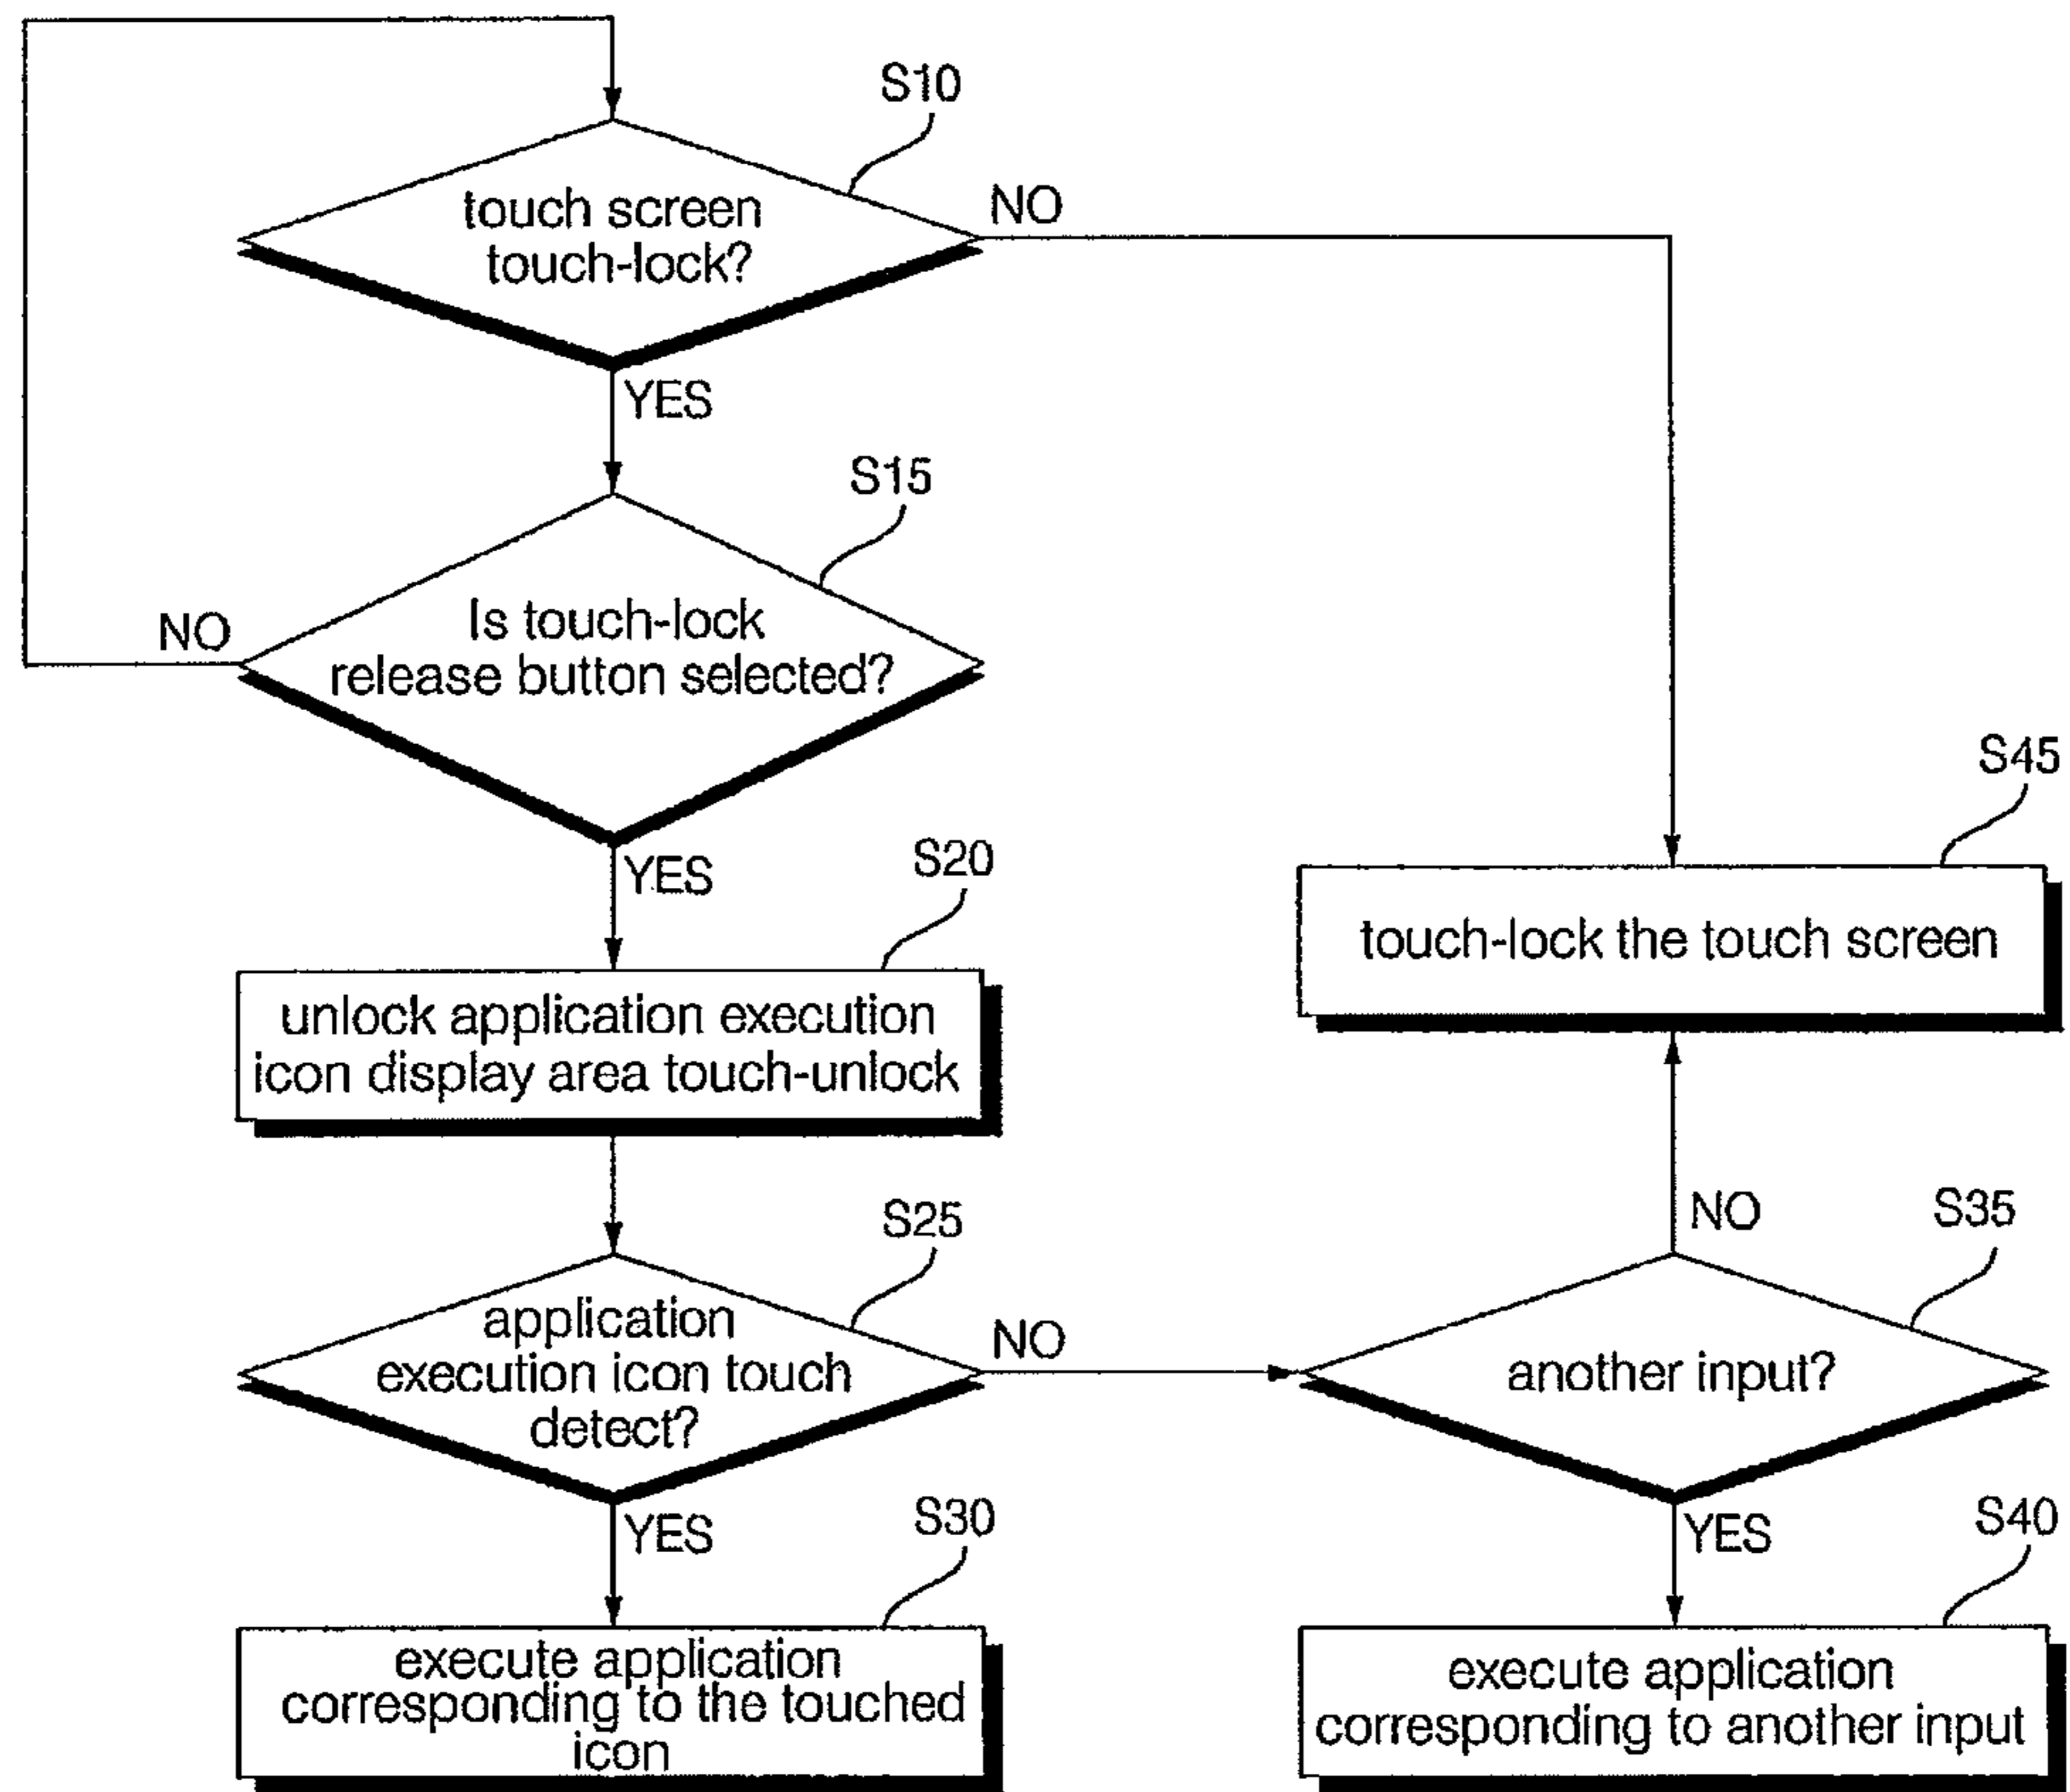 S10
touch screen
touch-lock?
NO
YES
S15
Is touch-lock
release button selected?
NO
YES
S20
unlock application execution
icon display area touch-unlock
S45
touch-lock the touch screen
S25
application
execution icon touch
detect?
NO
YES
S35
another input?
NO
YES
S30
execute application
corresponding to the touched
icon
S40
execute application
corresponding to another input